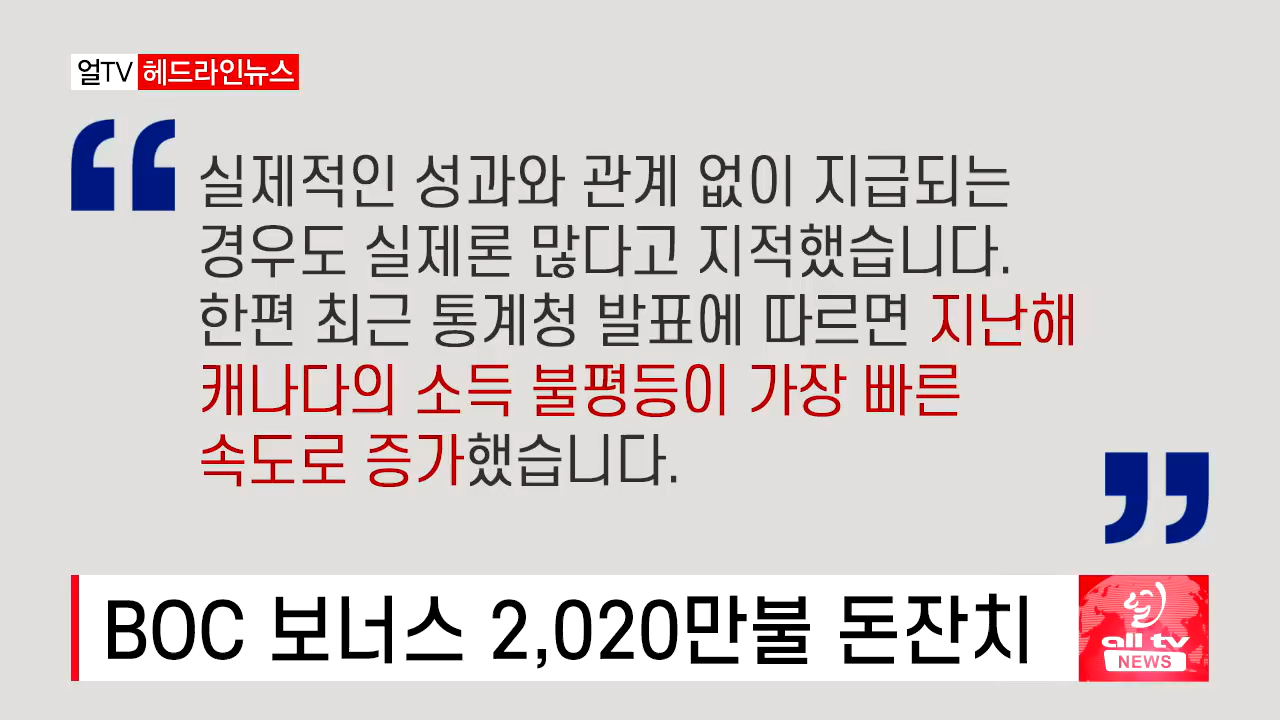 얼TV 헤드라인뉴스
실제적인 성과와 관계 없이 지급되는
경우도 실제론 많다고 지적했습니다.
한편 최근 통계청 발표에 따르면 지난해
캐나다의 소득 불평등이 가장 빠른
속도로 증가했습니다.
BOC 보너스 2,020만불 돈잔치
all tv
NEWS